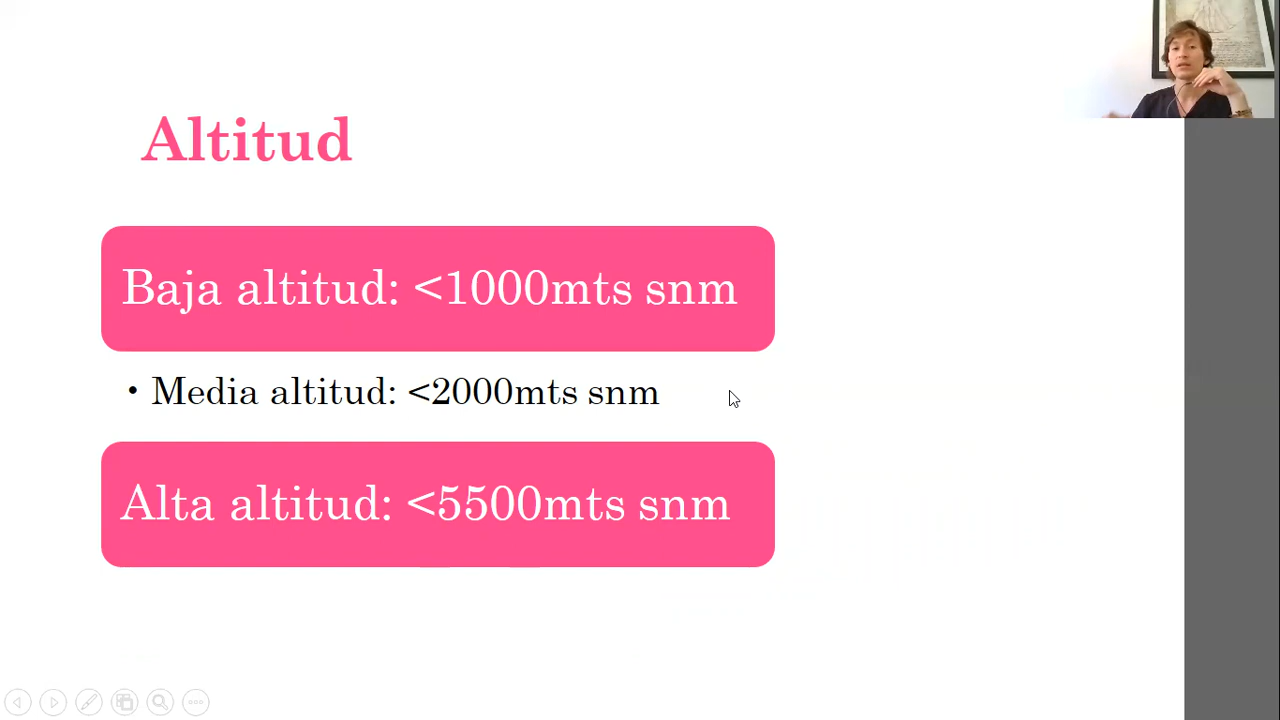 Altitud
Baja altitud: <1000mts snm
• Media altitud: <2000mts snm
Alta altitud: <5500mts snm